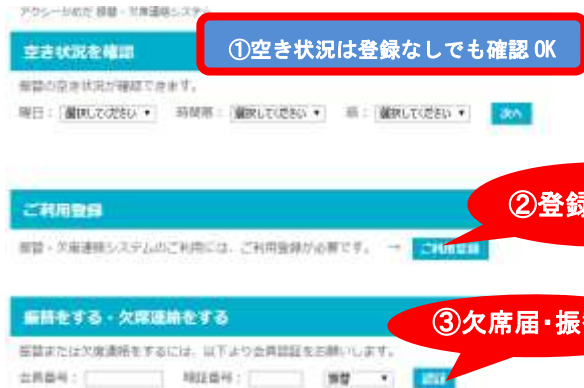 アクシーかめだ 振替・欠席連絡システム
空き状況を確認
①空き状況は登録なしでも確認 OK
振替の空き状況が確認できます。
曜日： 選択してください ▼ 時間帯： 選択してください ▼ 級： 選択してください ▼ 次へ
ご利用登録
②登録
振替・欠席連絡システムのご利用には、ご利用登録が必要です。 → ご利用登録
振替をする・欠席連絡をする
③欠席届・振替
振替または欠席連絡をするには、以下より会員認証をお願いします。
会員番号： 暗証番号： 振替 ▼ 認証